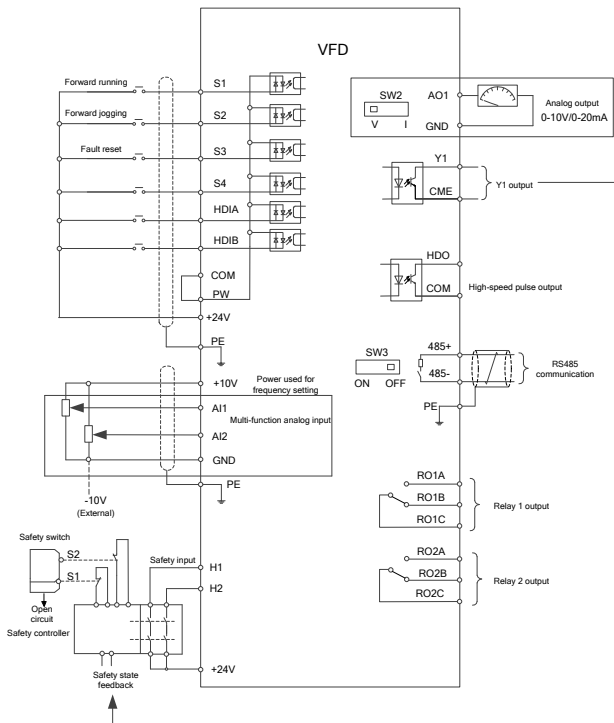 VFD
Forward running
S1
Forward jogging
S2
Fault reset
S3
S4
HDIA
HDIB
COM
PW
+24V
PE
SW2
V I
AO1
GND
Analog output
0-10V/0-20mA
Y1
CME
Y1 output
HDO
COM
High-speed pulse output
SW3
ON OFF
485+
485-
PE
RS485
communication
+10V
Power used for
frequency setting
AI1
Multi-function analog input
AI2
GND
PE
-10V
(External)
RO1A
RO1B
RO1C
Relay 1 output
RO2A
RO2B
RO2C
Relay 2 output
Safety switch
S2
S1
Open
circuit
Safety controller
Safety input
H1
H2
+24V
Safety state
feedback